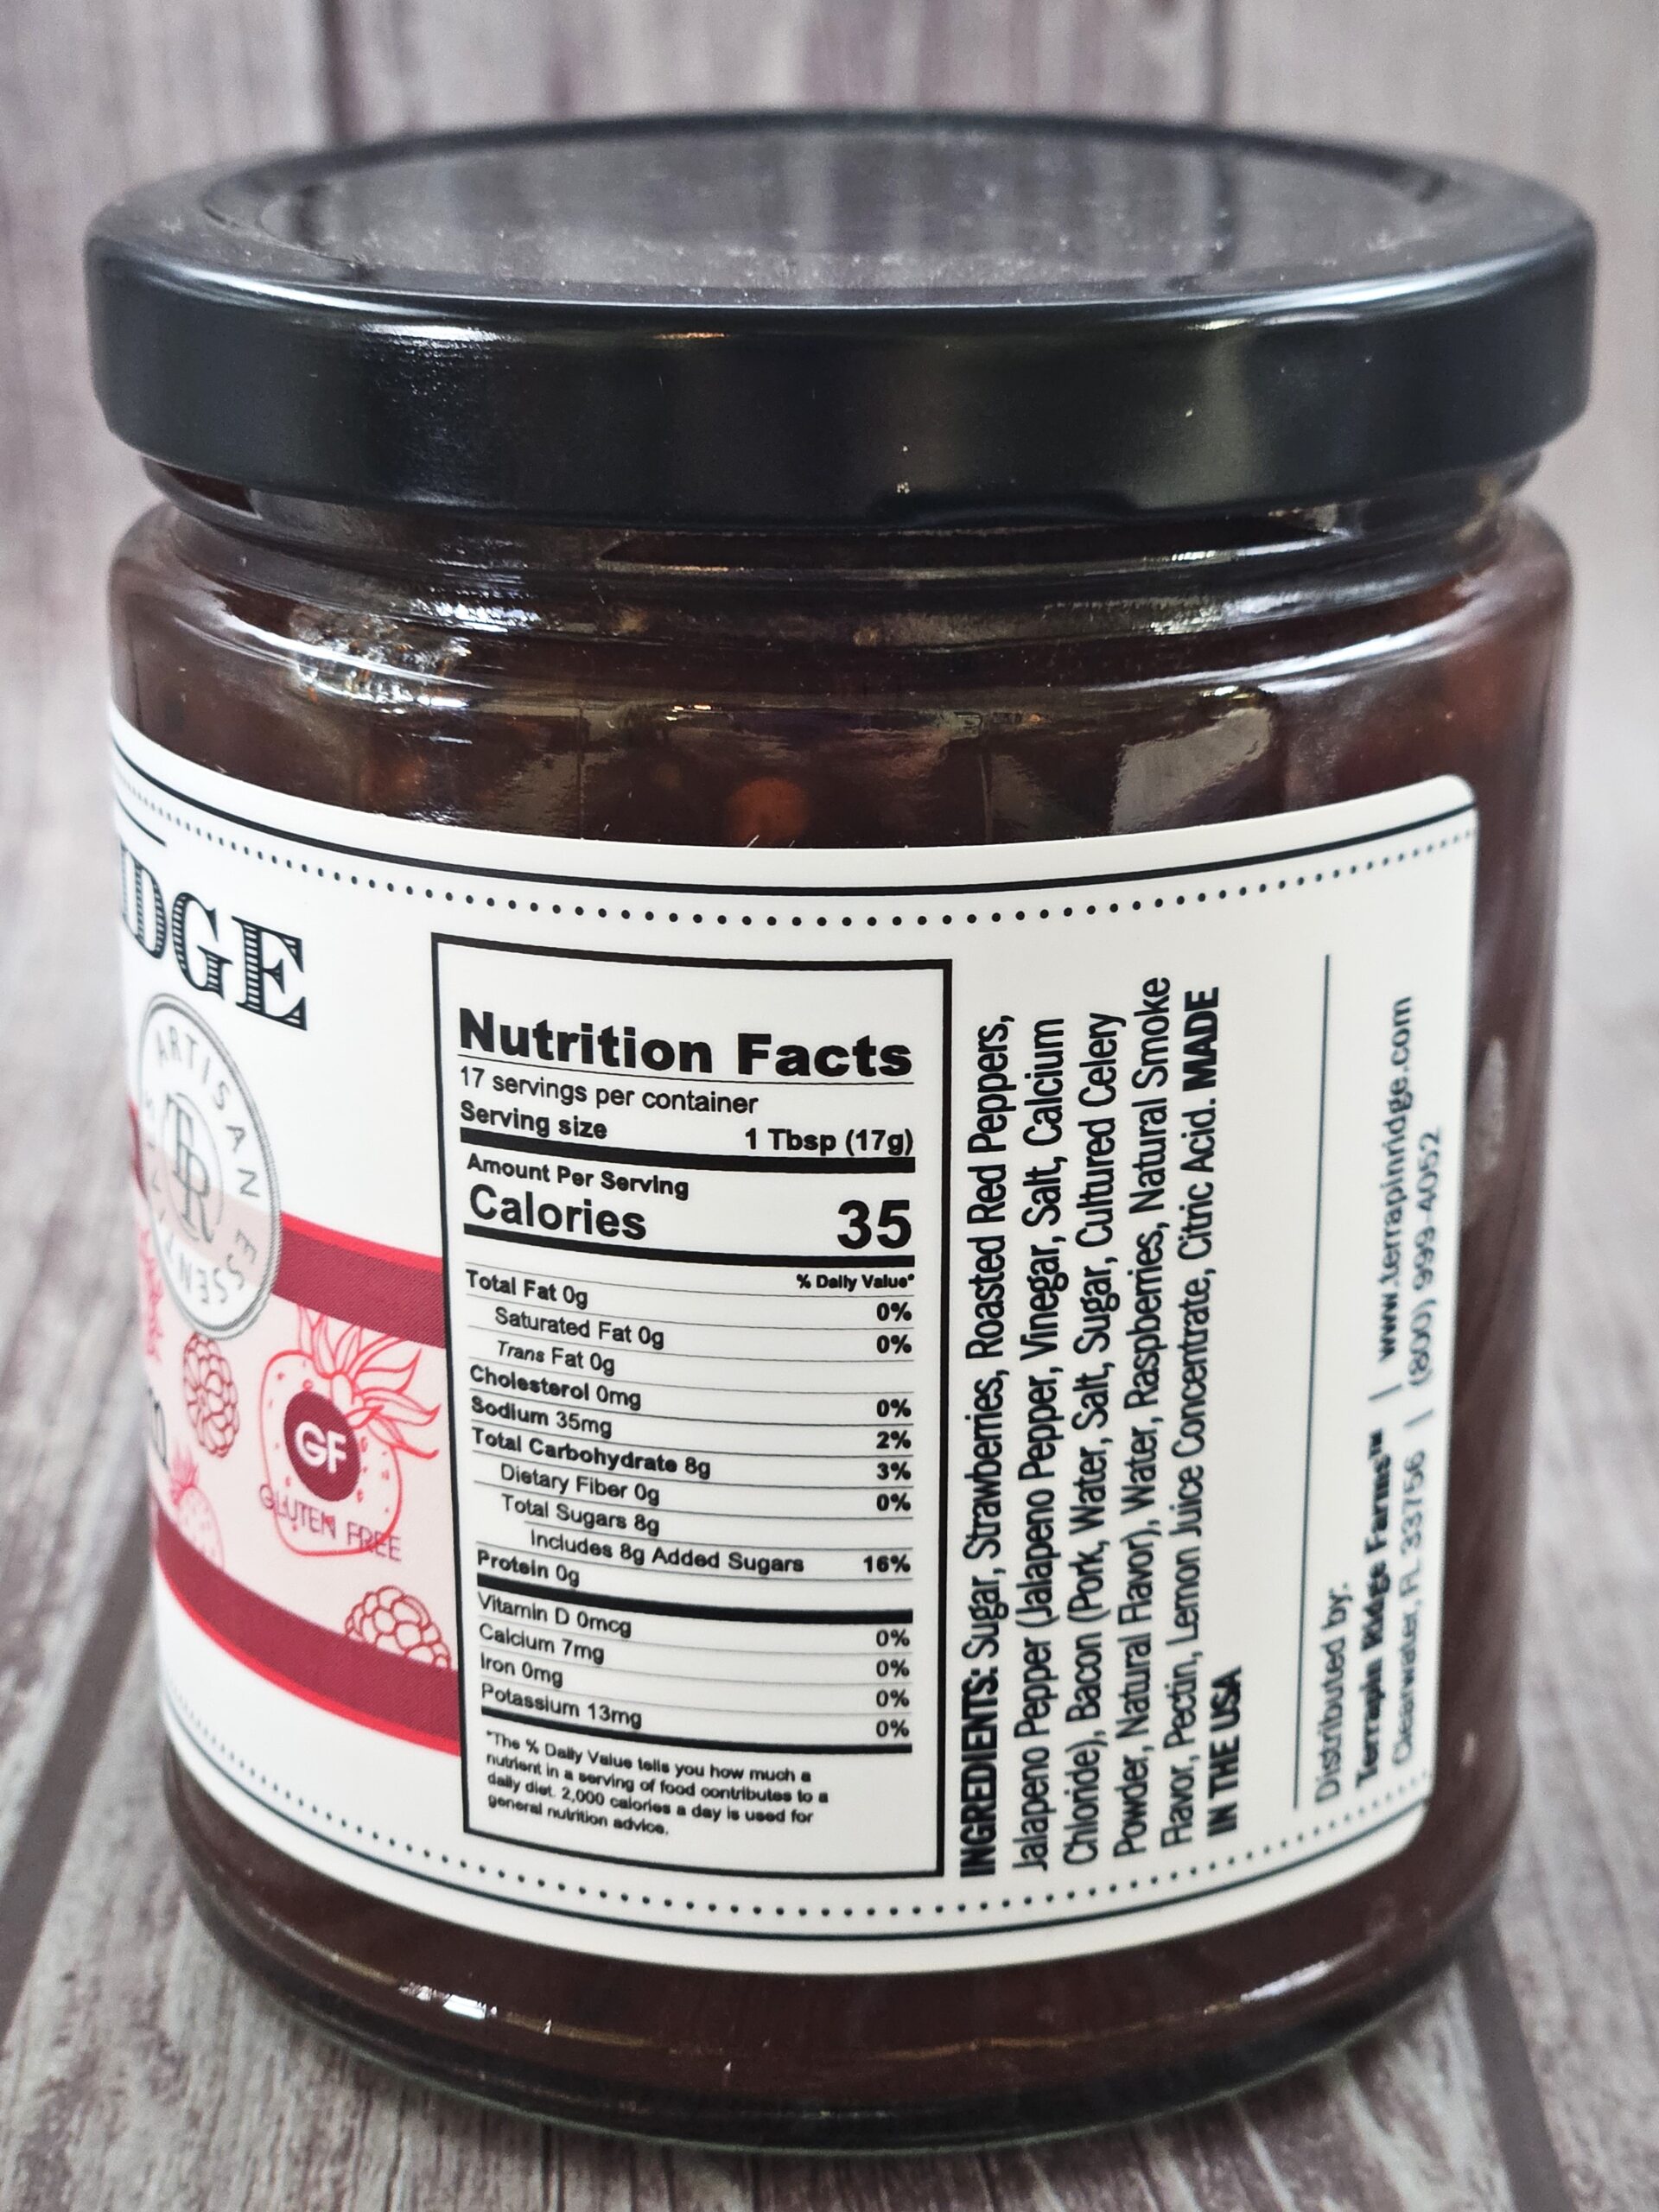 IDGE
ARTISAN
ESSEN
GF
GLUTEN FREE
Nutrition Facts
17 servings per container
Serving size 1 Tbsp (17g)
Amount Per Serving
Calories 35
% Daily Value*
Total Fat 0g 0%
Saturated Fat 0g 0%
Trans Fat 0g
Cholesterol 0mg 0%
Sodium 35mg 2%
Total Carbohydrate 8g 3%
Dietary Fiber 0g 0%
Total Sugars 8g
Includes 8g Added Sugars 16%
Protein 0g
Vitamin D 0mcg 0%
Calcium 7mg 0%
Iron 0mg 0%
Potassium 13mg 0%
*The % Daily Value tells you how much a
nutrient in a serving of food contributes to a
daily diet. 2,000 calories a day is used for
general nutrition advice.
INGREDIENTS: Sugar, Strawberries, Roasted Red Peppers,
Jalapeno Pepper (Jalapeno Pepper, Vinegar, Salt, Calcium
Chloride), Bacon (Pork, Water, Salt, Sugar, Cultured Celery
Powder, Natural Flavor), Water, Raspberries, Natural Smoke
Flavor, Pectin, Lemon Juice Concentrate, Citric Acid. MADE
IN THE USA
Distributed by:
Terrapin Ridge Farms™ | www.terrapinridge.com
Clearwater, FL 33756 | (800) 999-4052